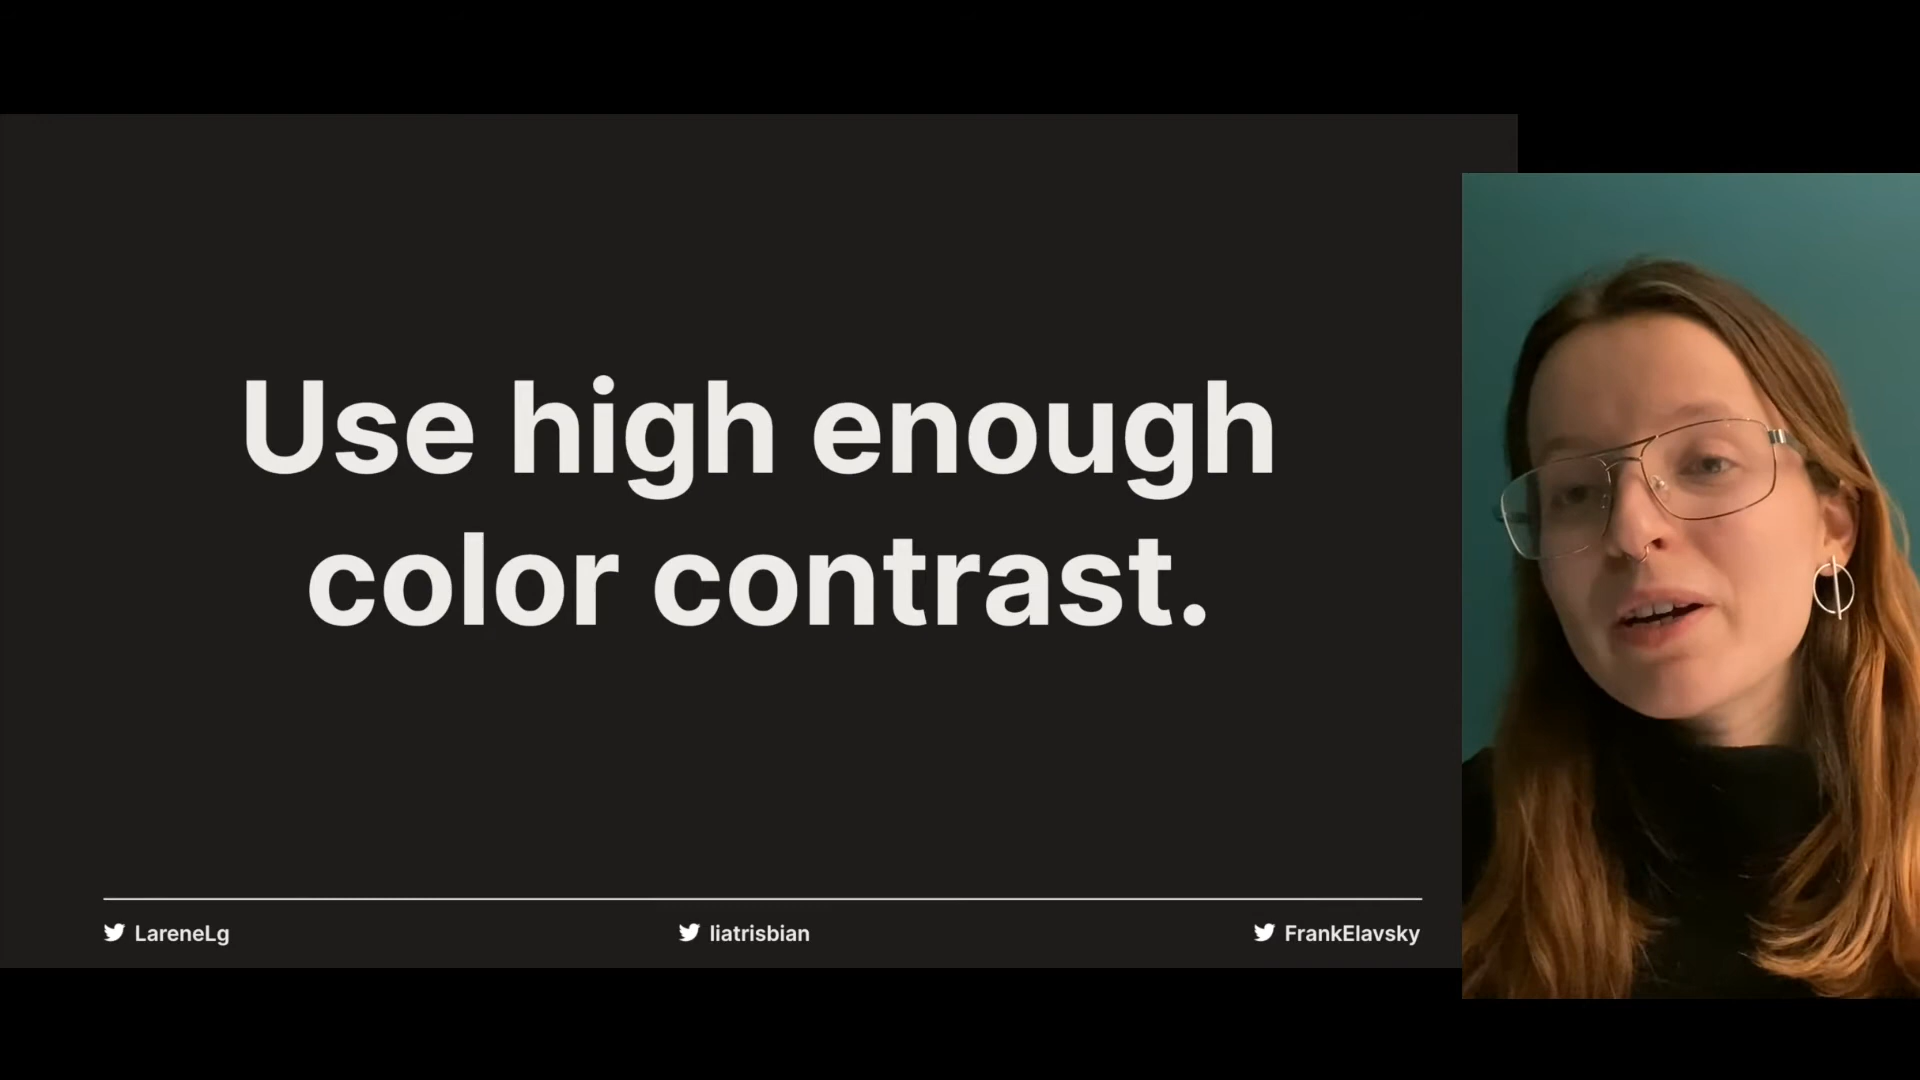 Use high enough
color contrast.
LareneLg
liatrisbian
FrankElavsky